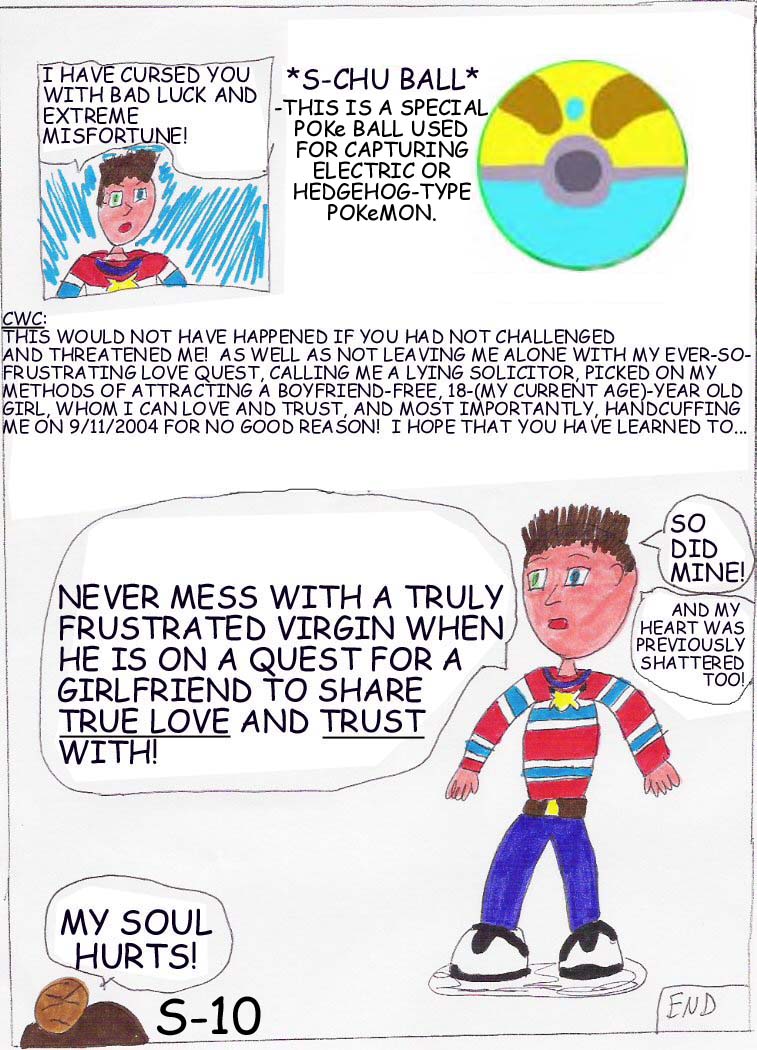 I HAVE CURSED YOU
WITH BAD LUCK AND
EXTREME
MISFORTUNE!
*S-CHU BALL*
-THIS IS A SPECIAL
POKe BALL USED
FOR CAPTURING
ELECTRIC OR
HEDGEHOG-TYPE
POKeMON.
CWC:
THIS WOULD NOT HAVE HAPPENED IF YOU HAD NOT CHALLENGED
AND THREATENED ME! AS WELL AS NOT LEAVING ME ALONE WITH MY EVER-SO-
FRUSTRATING LOVE QUEST, CALLING ME A LYING SOLICITOR, PICKED ON MY
METHODS OF ATTRACTING A BOYFRIEND-FREE, 18-(MY CURRENT AGE)-YEAR OLD
GIRL, WHOM I CAN LOVE AND TRUST, AND MOST IMPORTANTLY, HANDCUFFING
ME ON 9/11/2004 FOR NO GOOD REASON! I HOPE THAT YOU HAVE LEARNED TO...
NEVER MESS WITH A TRULY
FRUSTRATED VIRGIN WHEN
HE IS ON A QUEST FOR A
GIRLFRIEND TO SHARE
TRUE LOVE AND TRUST
WITH!
SO
DID
MINE!
AND MY
HEART WAS
PREVIOUSLY
SHATTERED
TOO!
MY SOUL
HURTS!
S-10
END